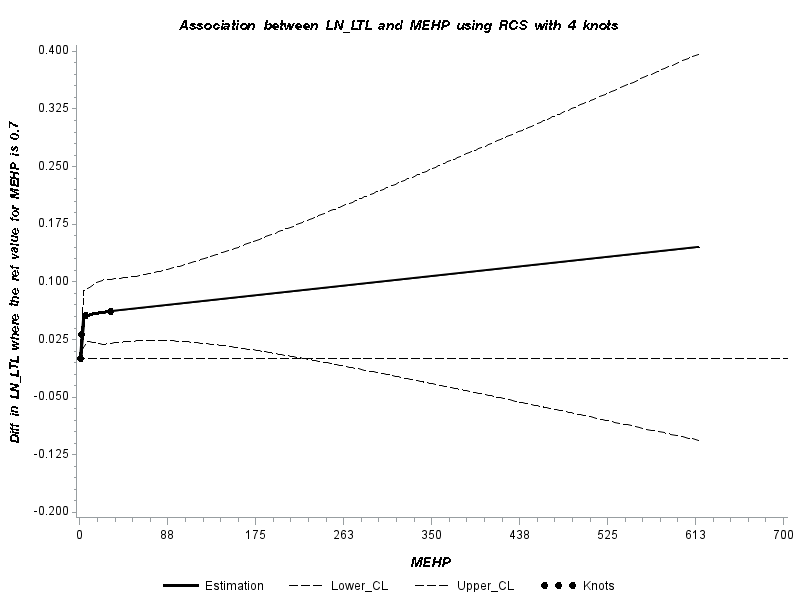 Association between LN_LTL and MEHP using RCS with 4 knots
Diff in LN_LTL where the ref value for MEHP is 0.7
0.400
0.325
0.250
0.175
0.100
0.025
-0.050
-0.125
-0.200
0 88 175 263 350 438 525 613 700
MEHP
Estimation Lower_CL Upper_CL Knots